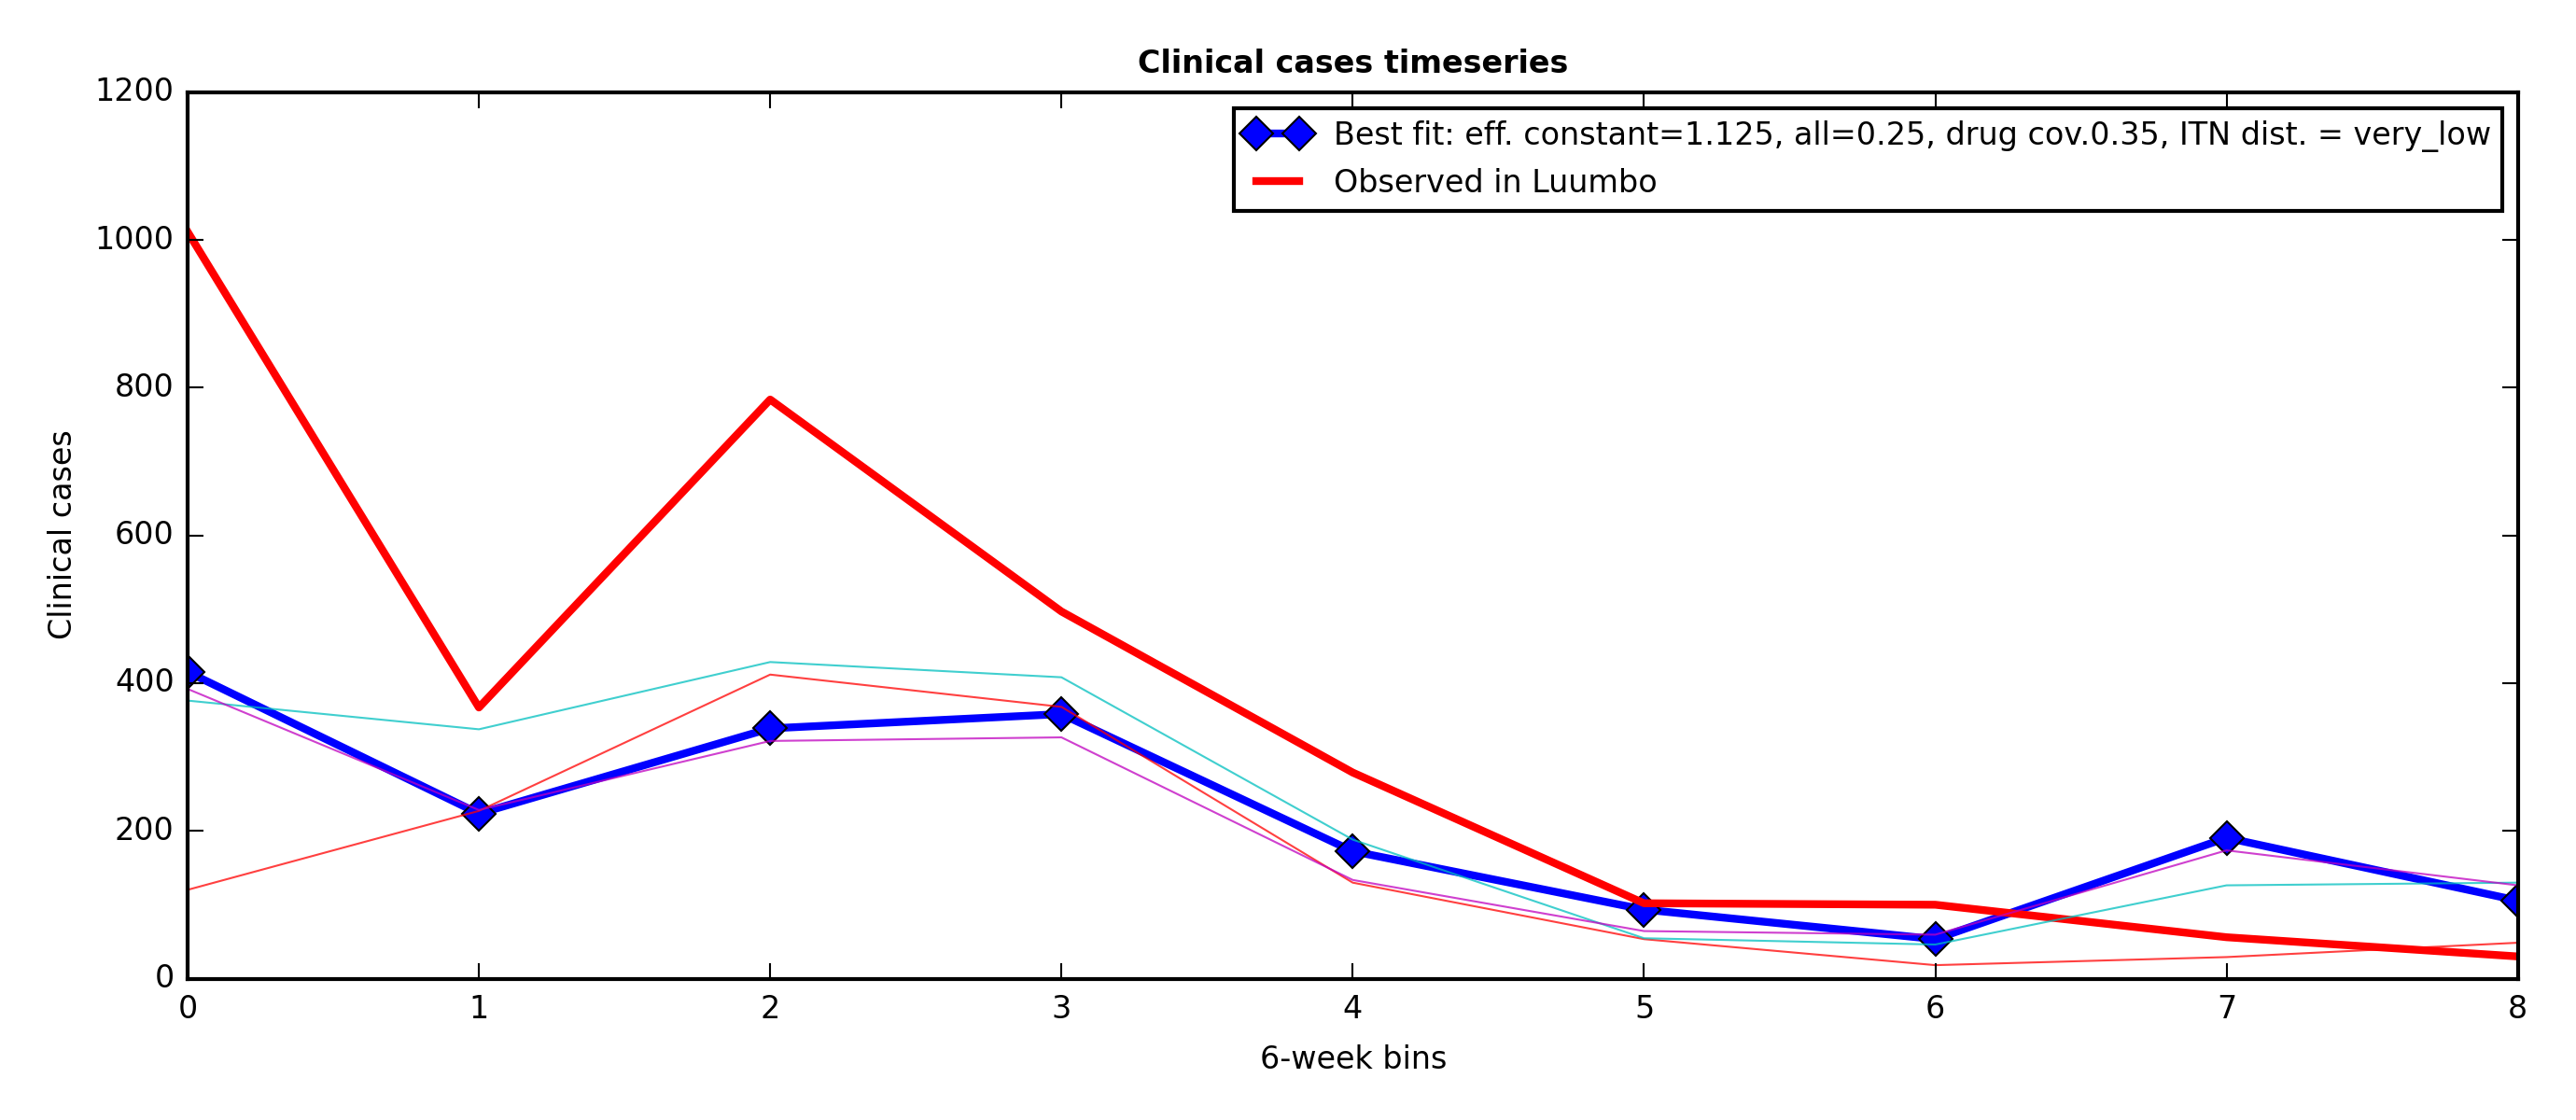 Clinical cases timeseries
1200
1000
800
600
400
200
0
Clinical cases
Best fit: eff. constant=1.125, all=0.25, drug cov.0.35, ITN dist. = very_low
Observed in Luumbo
0 1 2 3 4 5 6 7 8
6-week bins